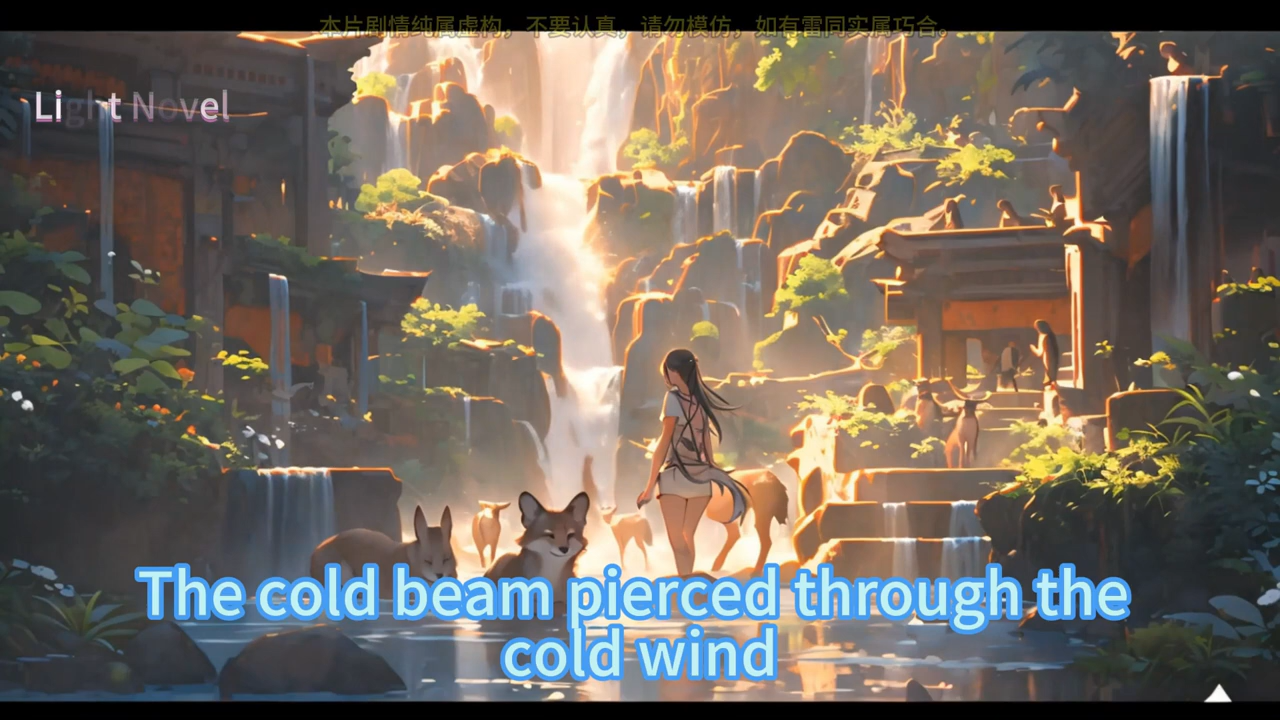 本片剧情纯属虚构，不要认真，请勿模仿，如有雷同实属巧合。
Light Novel
The cold beam pierced through the
cold wind